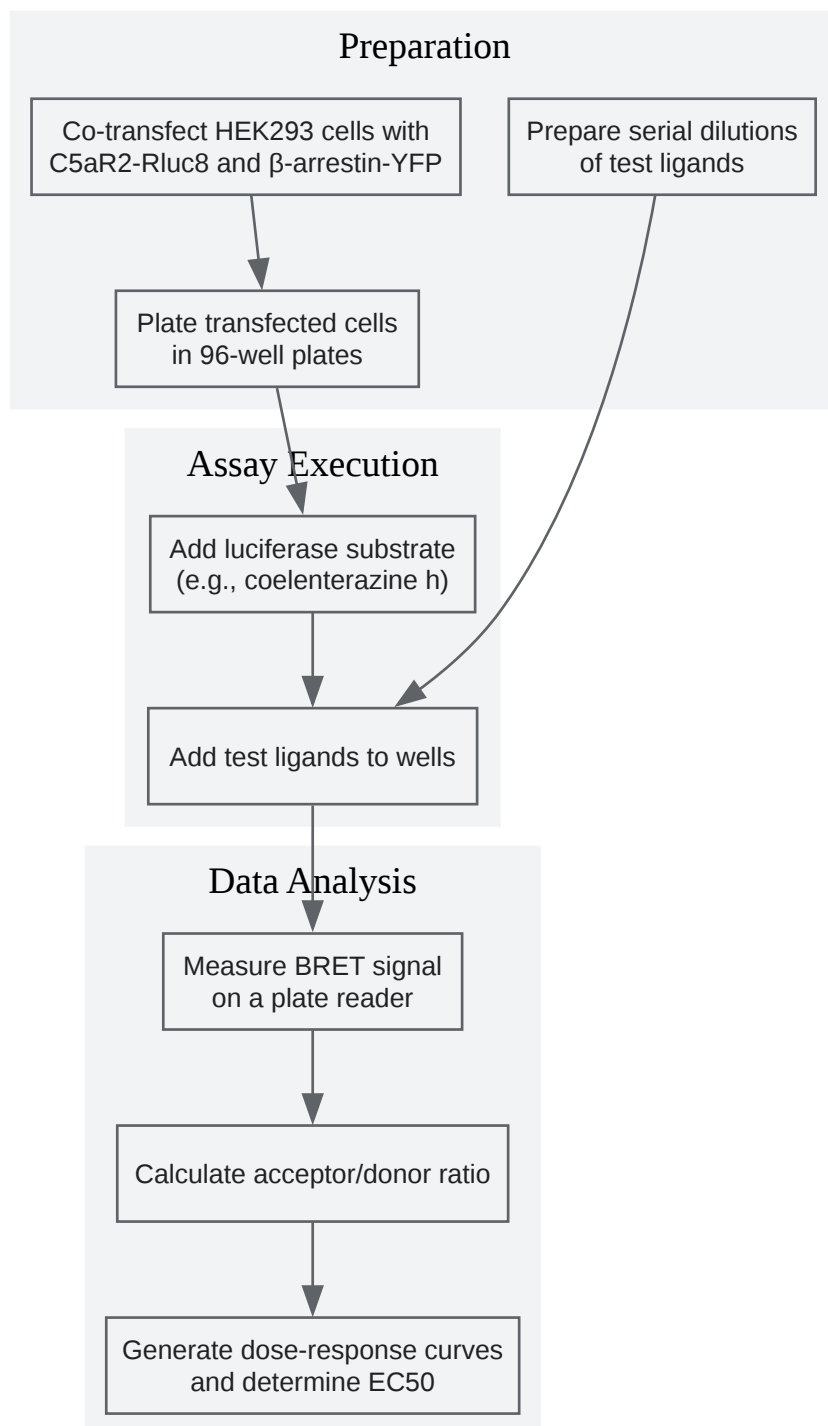 Preparation
Co-transfect HEK293 cells with
C5aR2-Rluc8 and β-arrestin-YFP
Prepare serial dilutions
of test ligands
Plate transfected cells
in 96-well plates
Assay Execution
Add luciferase substrate
(e.g., coelenterazine h)
Add test ligands to wells
Data Analysis
Measure BRET signal
on a plate reader
Calculate acceptor/donor ratio
Generate dose-response curves
and determine EC50